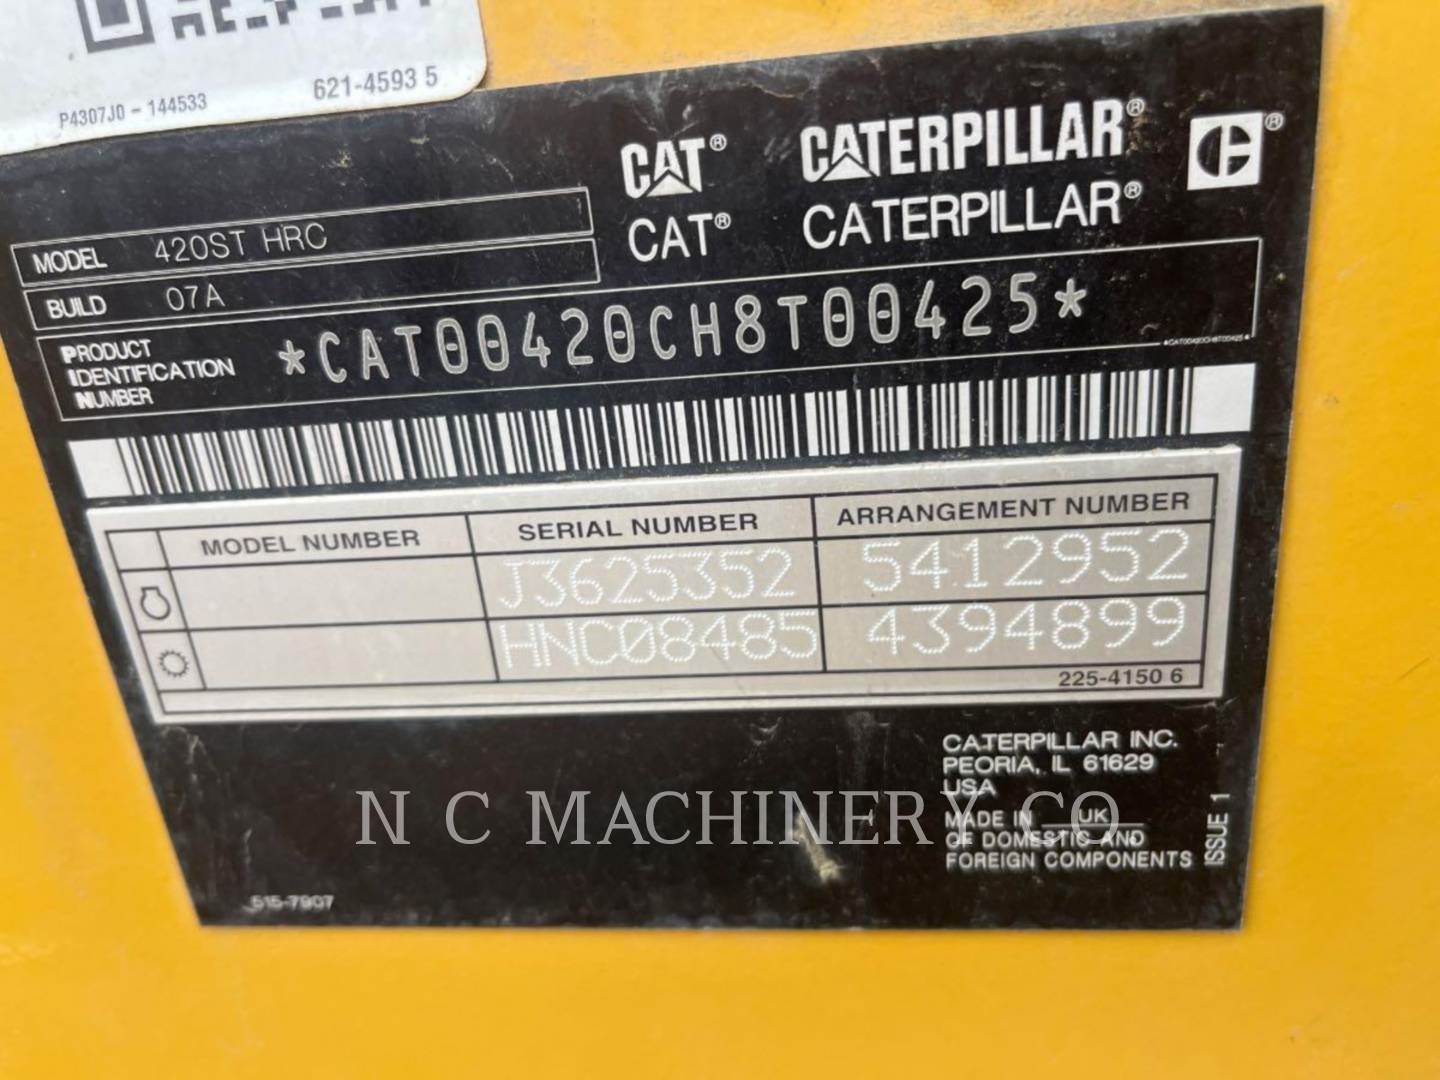 621-4593 5
P4307J0 - 144533
CAT® CATERPILLAR® ®
CAT® CATERPILLAR®
MODEL 420ST HRC
BUILD 07A
PRODUCT IDENTIFICATION NUMBER *CAT00420CH8T00425*
*CAT00420CH8T00425*
MODEL NUMBER SERIAL NUMBER ARRANGEMENT NUMBER
J3625352 5412952
HNC08485 4394899
225-4150 6
CATERPILLAR INC.
PEORIA, IL 61629
USA
MADE IN UK
OF DOMESTIC AND
FOREIGN COMPONENTS
ISSUE 1
N C MACHINERY CO.
515-7907